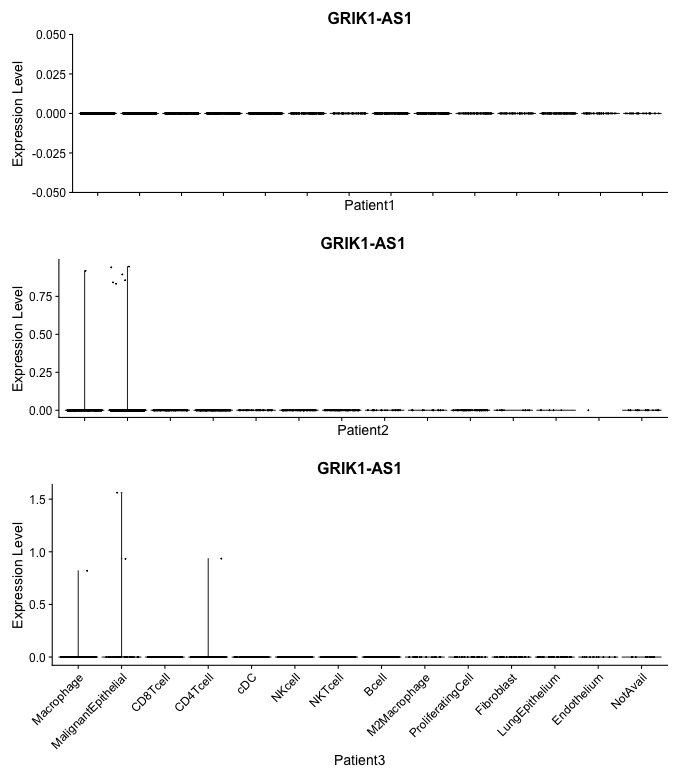 GRIK1-AS1
Expression Level
0.050
0.025
0.000
-0.025
-0.050
Patient1
GRIK1-AS1
Expression Level
0.75
0.50
0.25
0.00
Patient2
GRIK1-AS1
Expression Level
1.5
1.0
0.5
0.0
Macrophage
MalignantEpithelial
CD8Tcell
CD4Tcell
cDC
NKcell
NKTcell
Bcell
M2Macrophage
ProliferatingCell
Fibroblast
LungEpithelium
Endothelium
NotAvail
Patient3